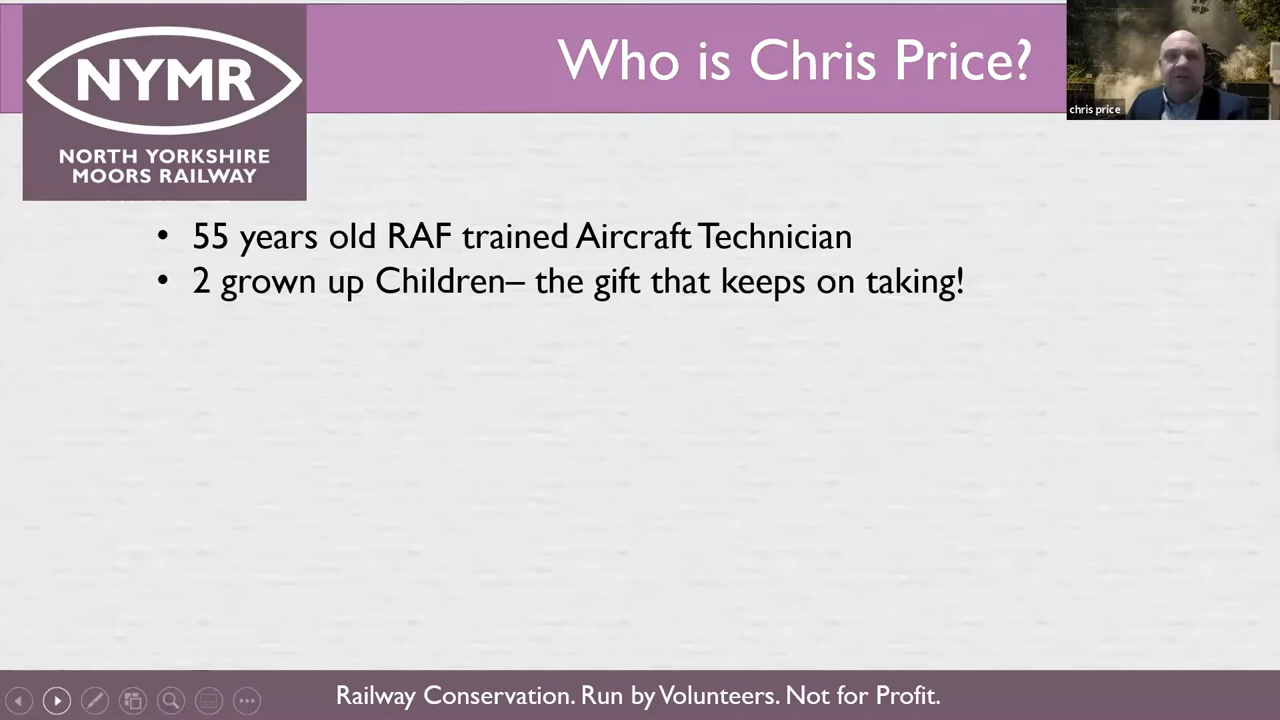 Who is Chris Price?
chris price
NYMR
NORTH YORKSHIRE
MOORS RAILWAY
• 55 years old RAF trained Aircraft Technician
• 2 grown up Children– the gift that keeps on taking!
Railway Conservation. Run by Volunteers. Not for Profit.